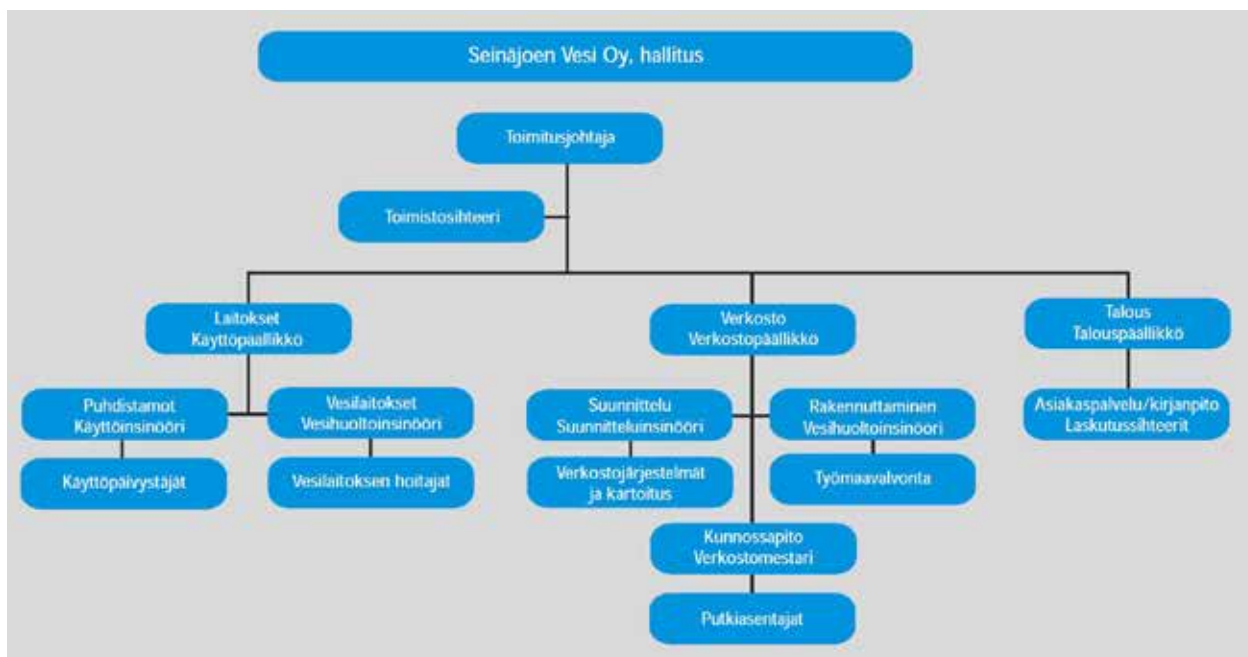 Seinäjoen Vesi Oy, hallitus
Toimitusjohtaja
Toimistosihteeri
Laitokset
Käyttöpäällikkö
Verkosto
Verkostopäällikkö
Talous
Talouspäällikkö
Puhdistamot
Käyttöinsinööri
Vesilaitokset
Vesihuoltoinsinööri
Suunnittelu
Suunnitteluinsinööri
Rakennuttaminen
Vesihuoltoinsinööri
Asiakaspalvelu/kirjanpito
Laskutussihteerit
Käyttöpäivystäjät
Vesilaitoksen hoitajat
Verkostojärjestelmät
ja kartoitus
Työmaavalvonta
Kunnossapito
Verkostomestari
Putkiasentajat